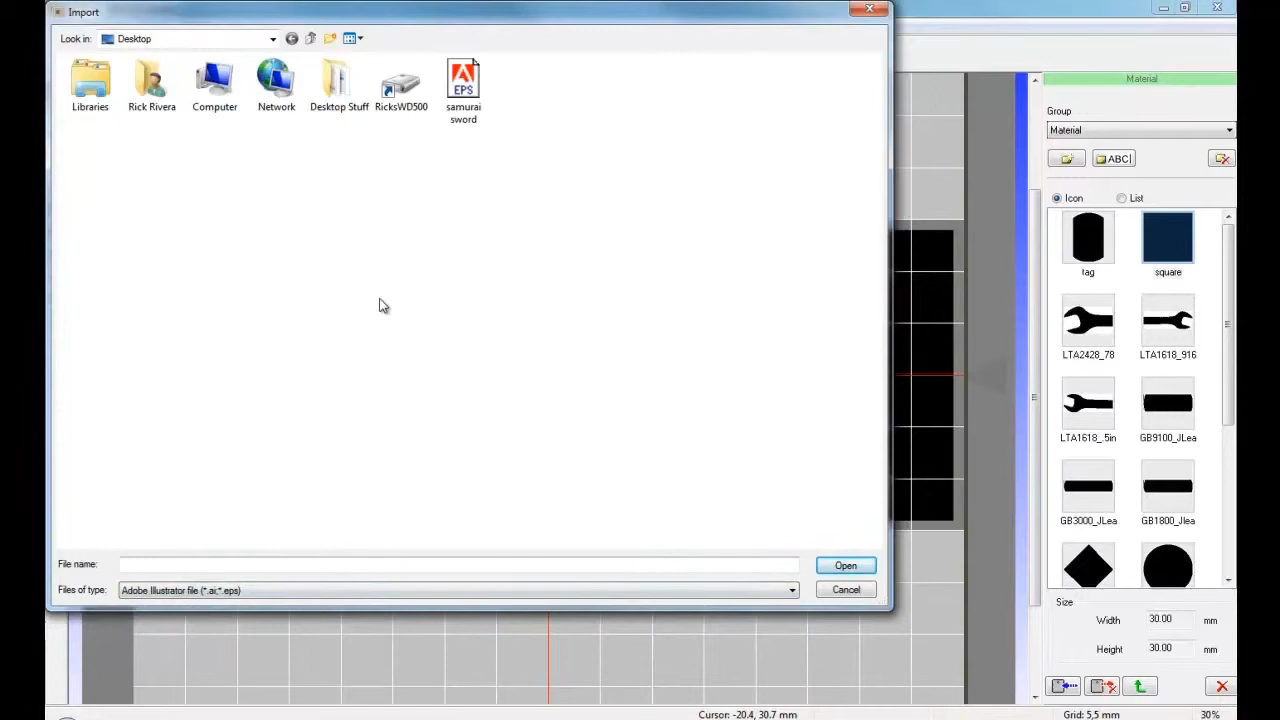 Import
Look in: Desktop
Libraries
Rick Rivera
Computer
Network
Desktop Stuff
RicksWD500
EPS
samurai
sword
File name:
Open
Files of type: Adobe Illustrator file (*.ai;*.eps)
Cancel
Material
Group
Material
ABC
Icon
List
tag
square
LTA2428_78
LTA1618_916
LTA1618_.5in
GB9100_JLea
GB3000_JLea
GB1800_Jlea
Size
Width 30.00 mm
Height 30.00 mm
Cursor: -20.4, 30.7 mm
Grid: 5,5 mm
30%